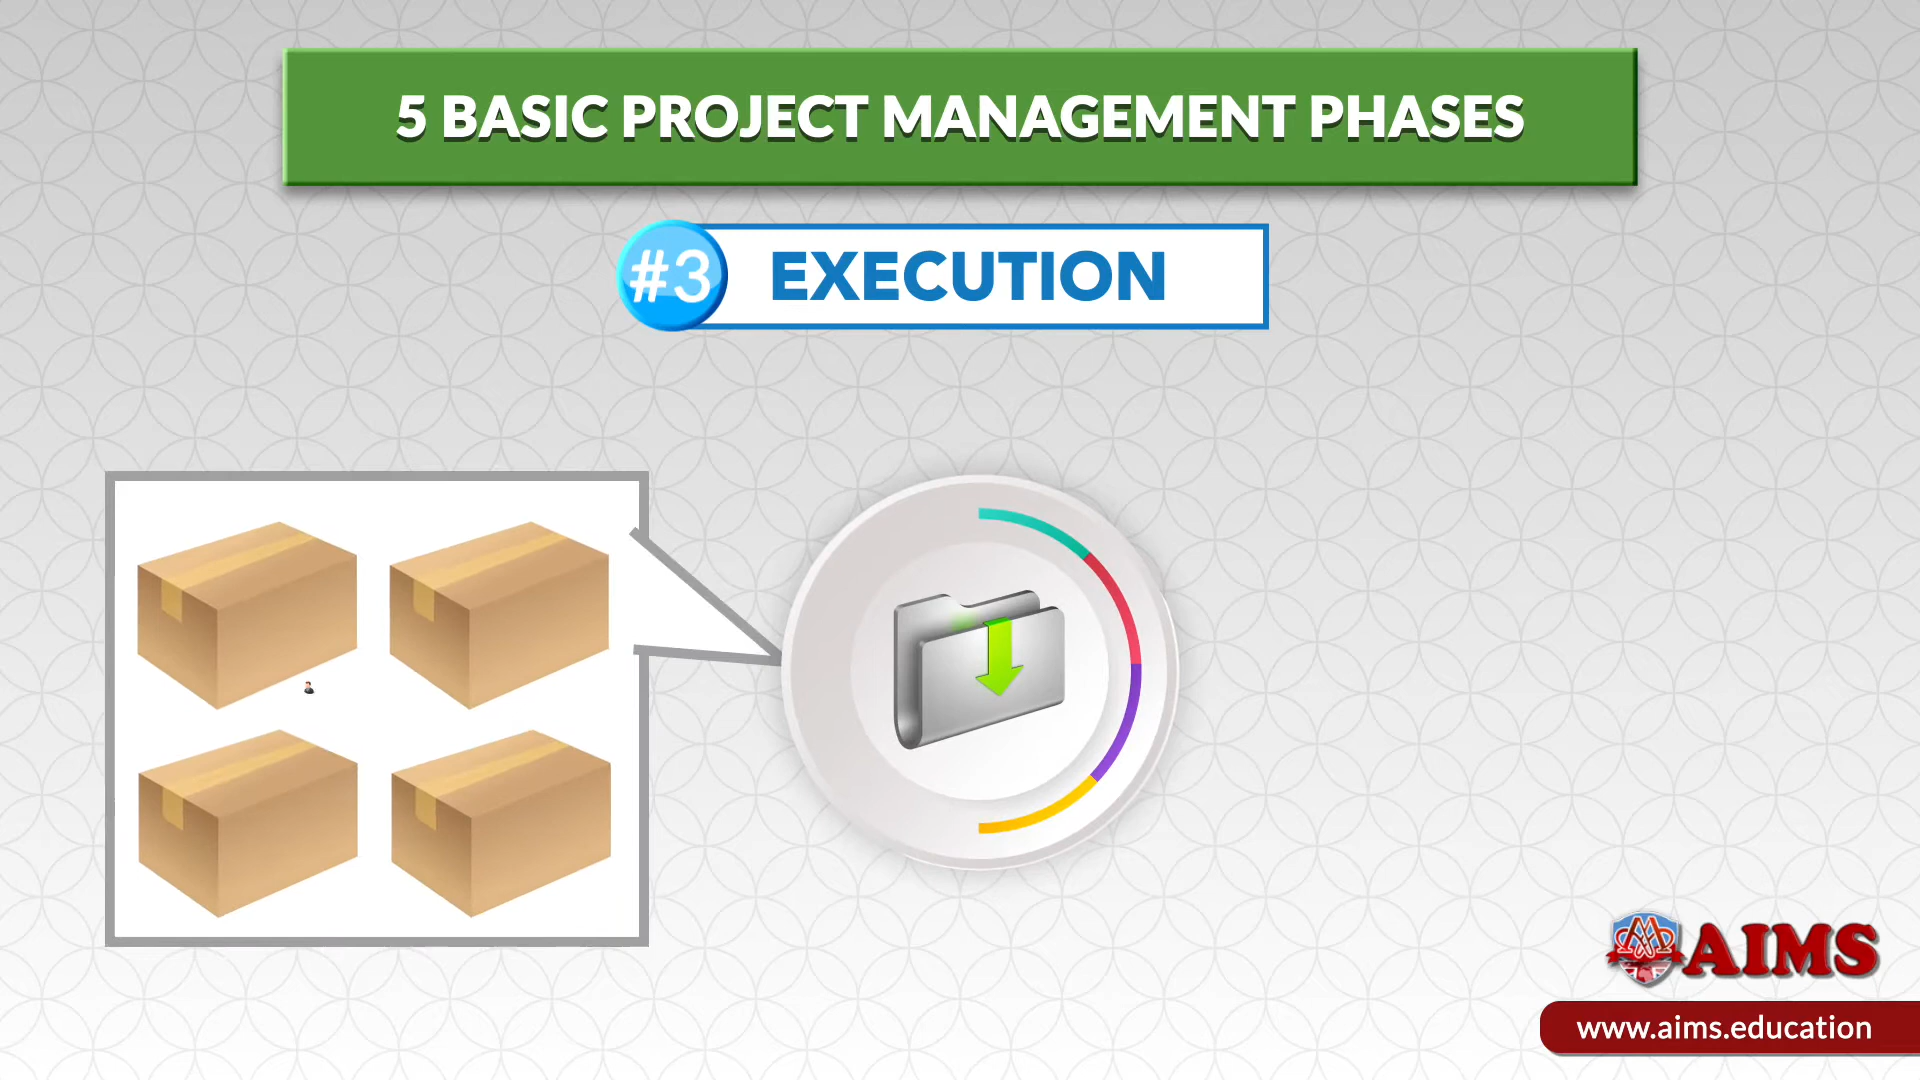 5 BASIC PROJECT MANAGEMENT PHASES
#3 EXECUTION
AIMS
www.aims.education